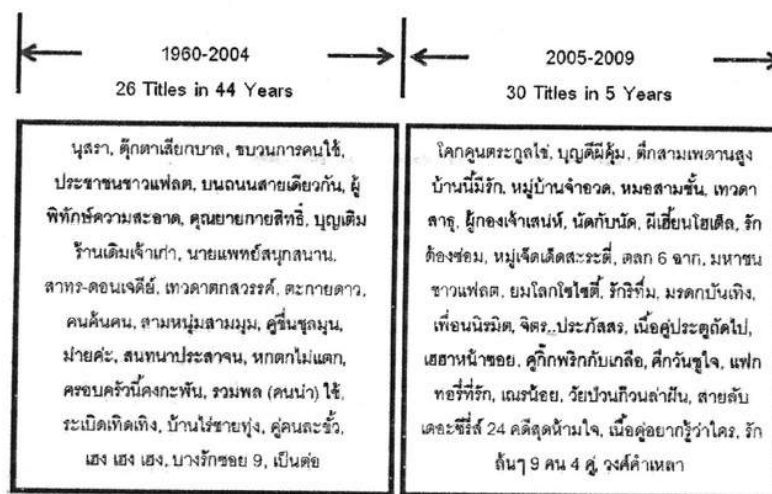 1960-2004
26 Titles in 44 Years
นุสรา, ตุ๊กตาเสียกบาล, ขบวนการคนใช้,
ประชาชนชาวแฟลต, บนถนนสายเดียวกัน, ผู้
พิทักษ์ความสะอาด, คุณยายกายสิทธิ์, บุญเติม
ร้านเดิมเจ้าเก่า, นายแพทย์สนุกสนาน,
สาทร-ดอนเจดีย์, เทวดาตกสวรรค์, ตะกายดาว,
คนค้นคน, สามหนุ่มสามมุม, คู่ชื่นชุลมุน,
ม่ายค่ะ, สนทนาประสาจน, หกตกไม่แตก,
ครอบครัวนี้คงกะพัน, รวมพล (คนน่า) ใช้,
ระเบิดเทิดเทิง, บ้านไร่ชายทุ่ง, คู่คนละขั้ว,
เฮง เฮง เฮง, บางรักซอย 9, เป็นต่อ
2005-2009
30 Titles in 5 Years
โคกคูนตระกูลไข่, บุญดีผีคุ้ม, ตึกสามเพดานสูง
บ้านนี้มีรัก, หมู่บ้านจำอวด, หมอสามชั้น, เทวดา
สาธุ, ผู้กองเจ้าเสน่ห์, นัดกับนัด, ผีเฮี้ยนโฮเต็ล, รัก
ต้องซ่อม, หมู่เจ็ดเด็ดสะระตี่, ตลก 6 ฉาก, มหาชน
ชาวแฟลต, ยมโลกโซไซตี้, รักริที่ม, มรดกบันเทิง,
เพื่อนนิรมิต, จิตร..ประภัสสร, เนื้อคู่ประตูถัดไป,
เฮฮาหน้าซอย, คู่กิ๊กพริกกับเกลือ, ศึกวันชูใจ, แฟก
ทอรี่ที่รัก, เณรน้อย, วัยป่วนก๊วนล่าฝัน, สายลับ
เดอะซีรี่ส์ 24 คดีสุดห้ามใจ, เนื้อคู่อยากรู้ว่าใคร, รัก
ล้นๆ 9 คน 4 คู่, วงศ์คำเหลา